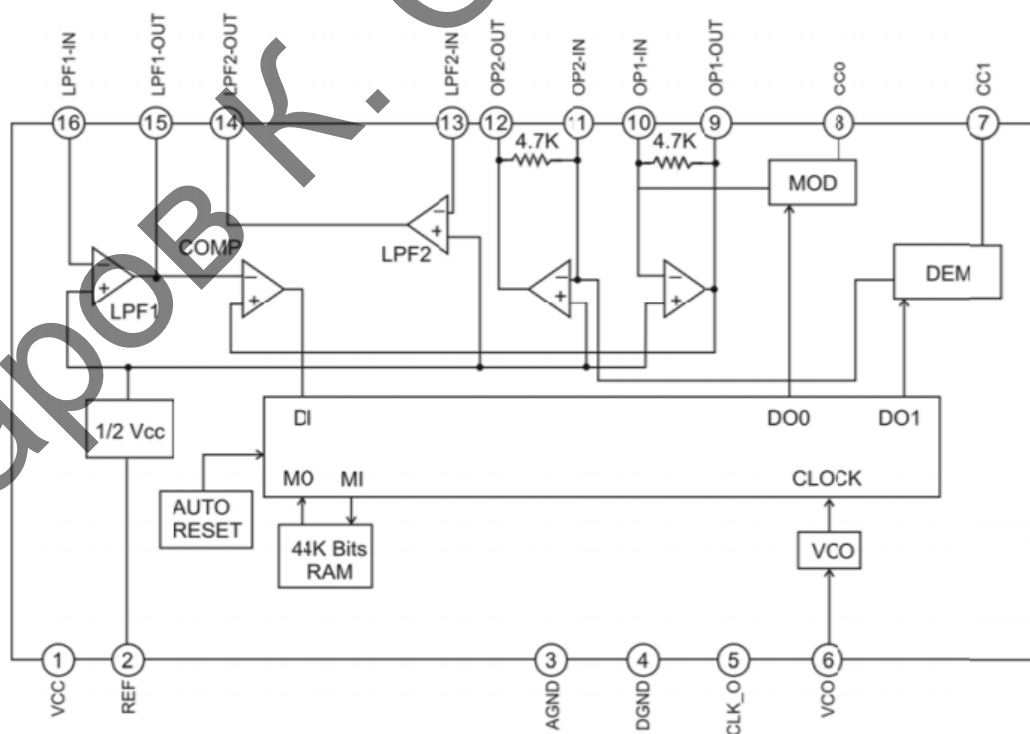 LPF1-IN
LPF1-OUT
LPF2-OUT
LPF2-IN
OP2-OUT
OP2-IN
OP1-IN
OP1-OUT
CC0
CC1
16
15
14
13
12
11
10
9
8
7
4.7K
4.7K
MOD
COMP
LPF2
DEM
LPF1
1/2 Vcc
DI
DO0
DO1
M0
MI
CLOCK
AUTO
RESET
44K Bits
RAM
VCO
1
2
3
4
5
6
VCC
REF
AGND
DGND
CLK_O
VCO